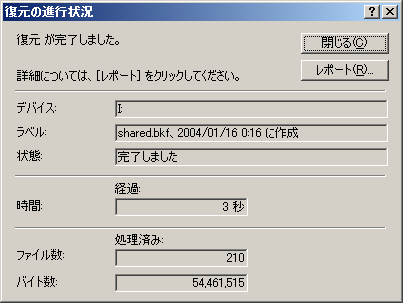 復元の進行状況
復元 が完了しました。
閉じる(C)
詳細については、[レポート] をクリックしてください。
レポート(R)...
デバイス:
I:
ラベル:
shared.bkf、2004/01/16 0:16 に作成
状態:
完了しました
経過:
時間:
3 秒
処理済み:
ファイル数:
210
バイト数:
54,461,515